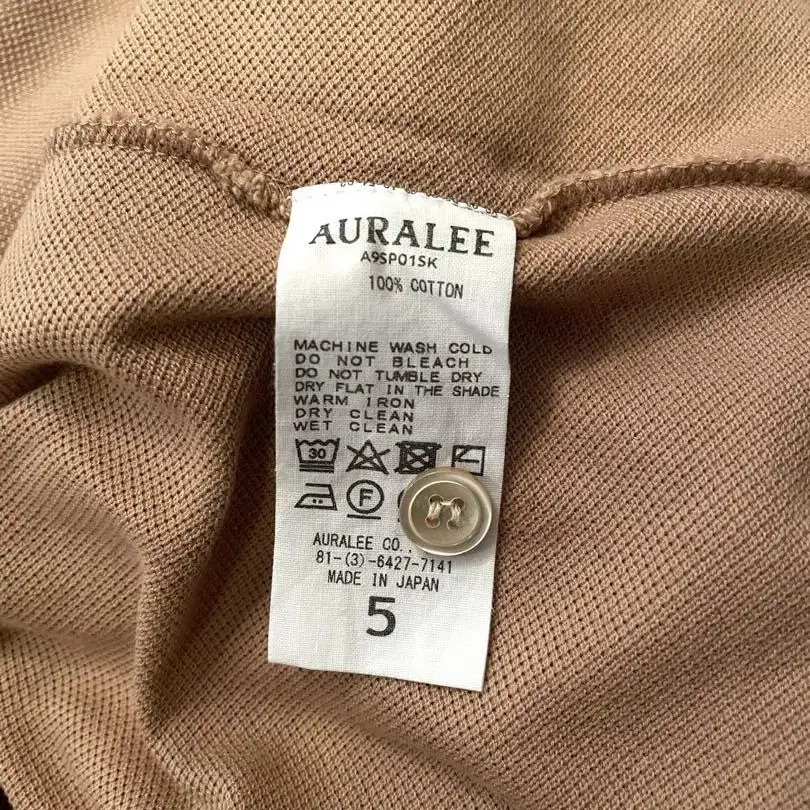 AURALEE
A9SP01SK
100% COTTON
MACHINE WASH COLD
DO NOT BLEACH
DO NOT TUMBLE DRY
DRY FLAT IN THE SHADE
WARM IRON
DRY CLEAN
WET CLEAN
30
F
AURALEE CO.,
81-(3)-6427-7141
MADE IN JAPAN
5